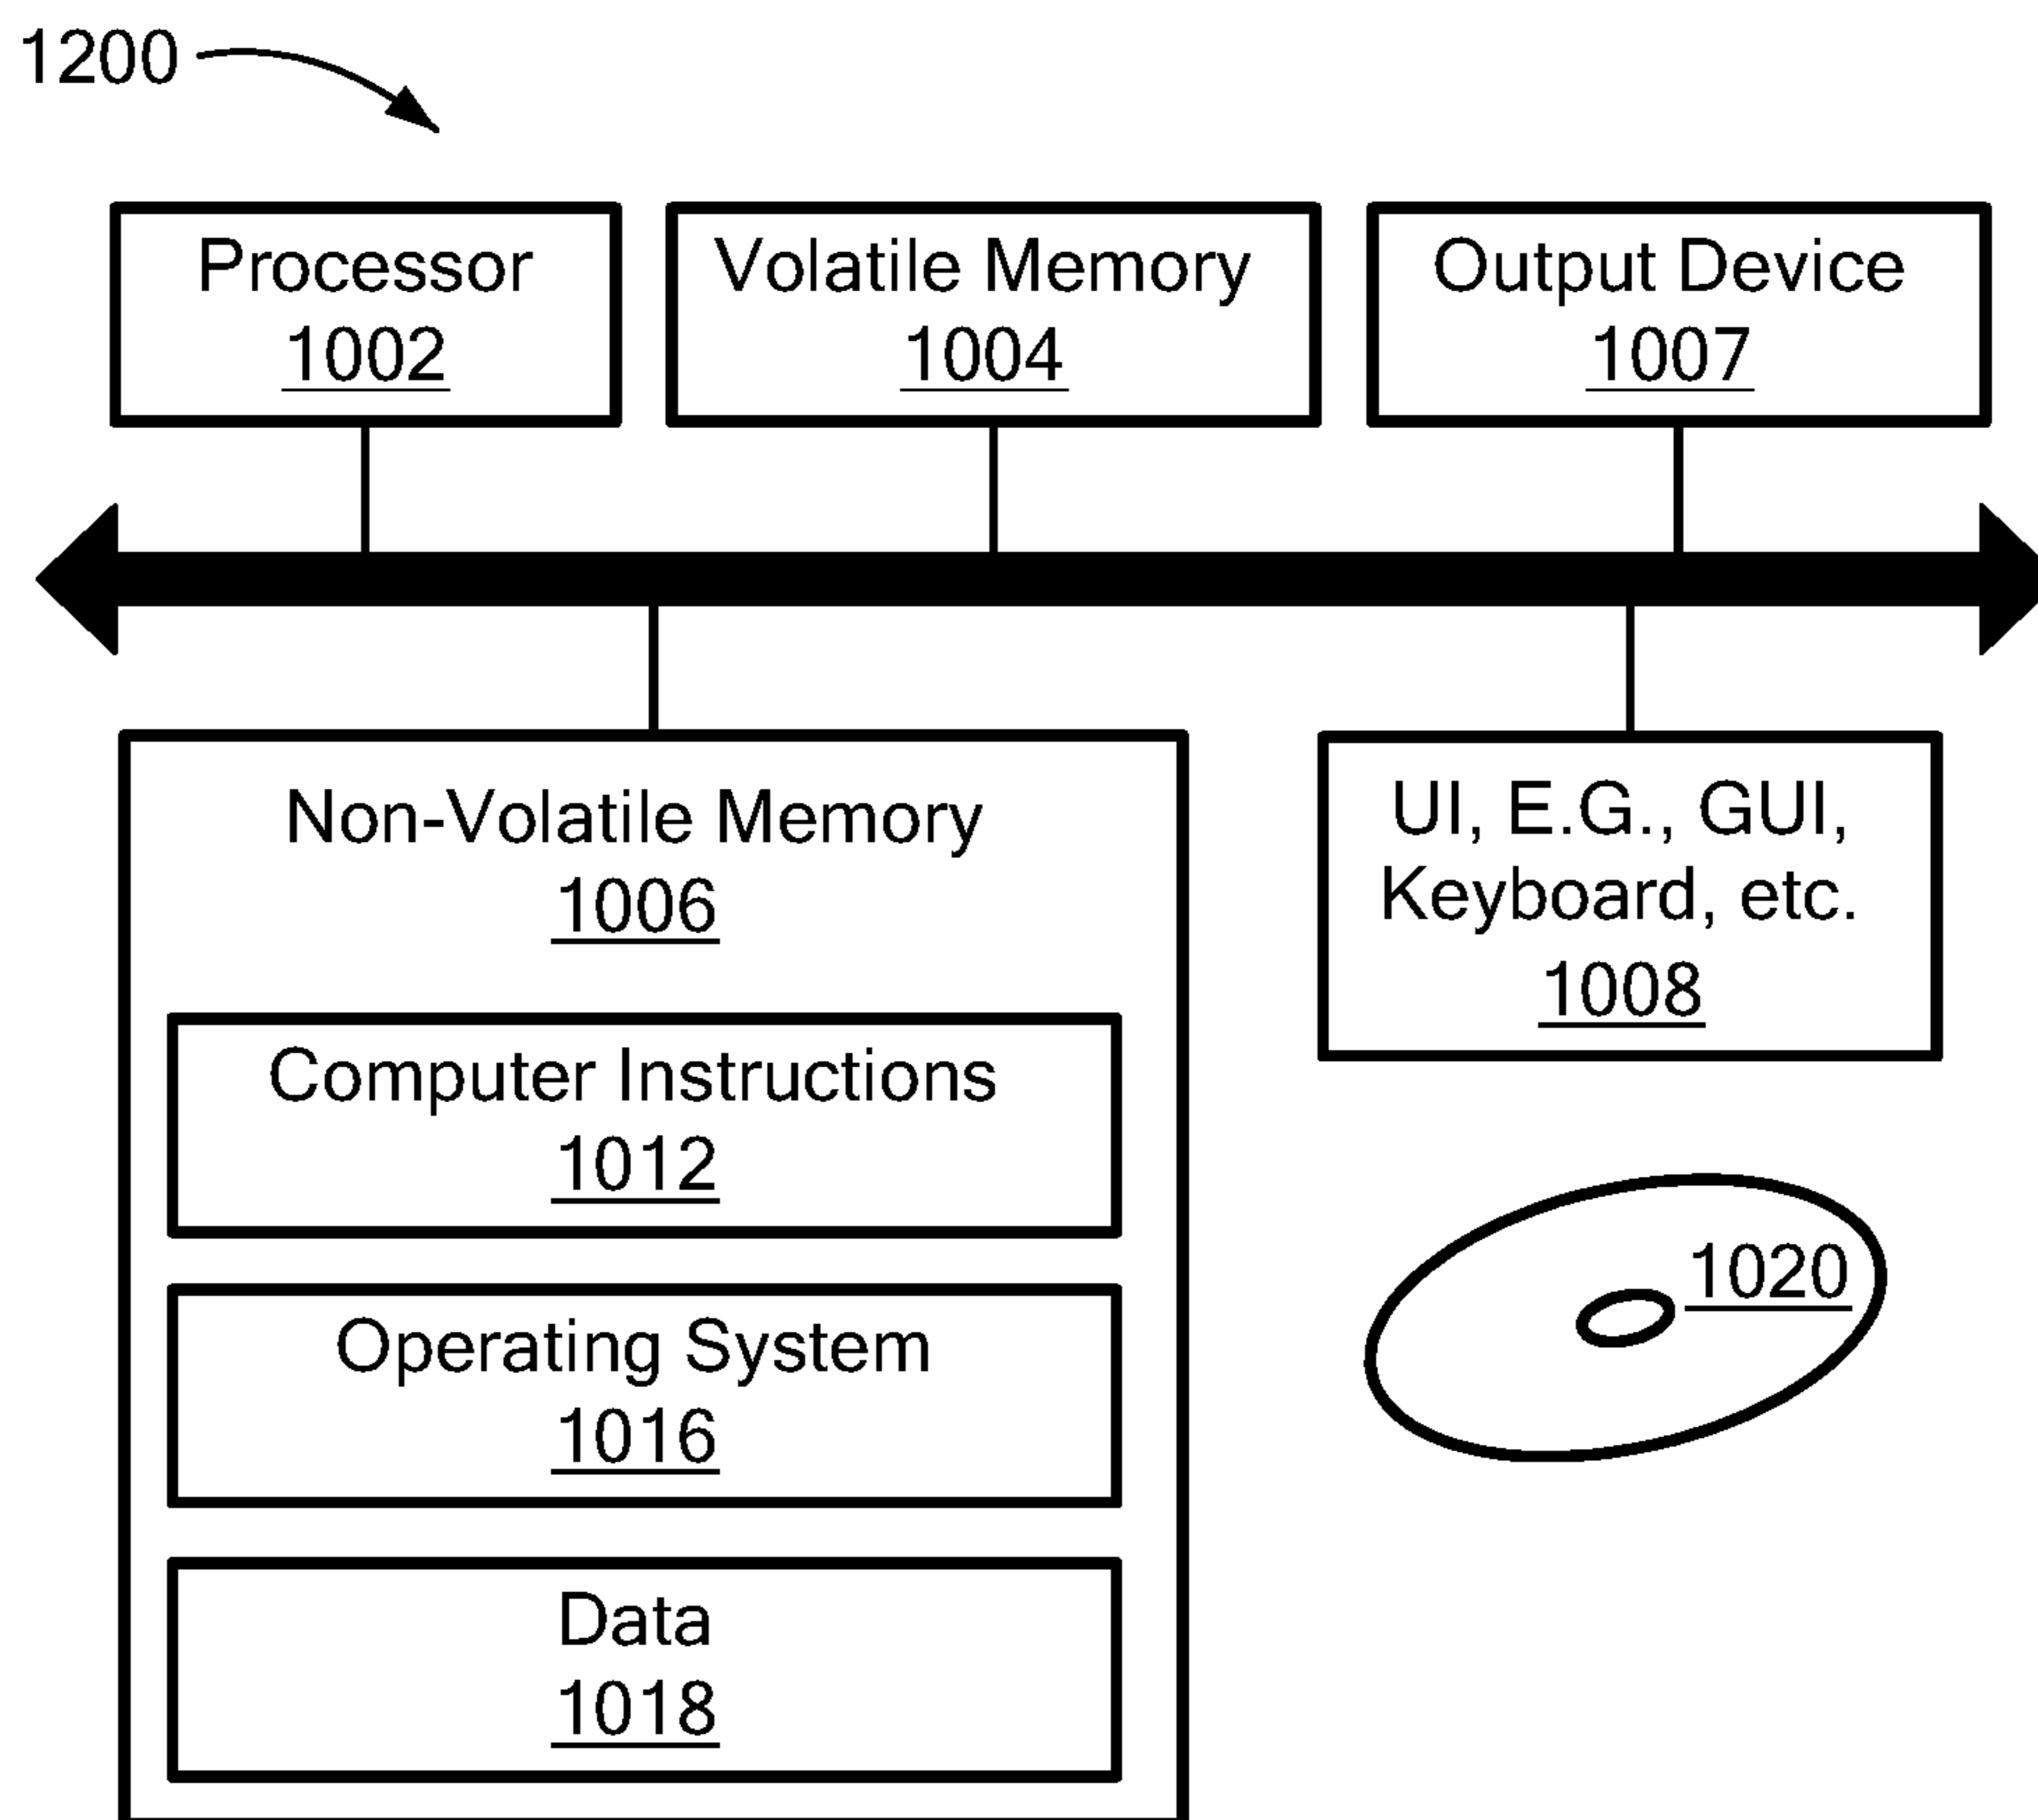 1200
Processor
1002
Volatile Memory
1004
Output Device
1007
Non-Volatile Memory
1006
UI, E.G., GUI,
Keyboard, etc.
1008
Computer Instructions
1012
1020
Operating System
1016
Data
1018